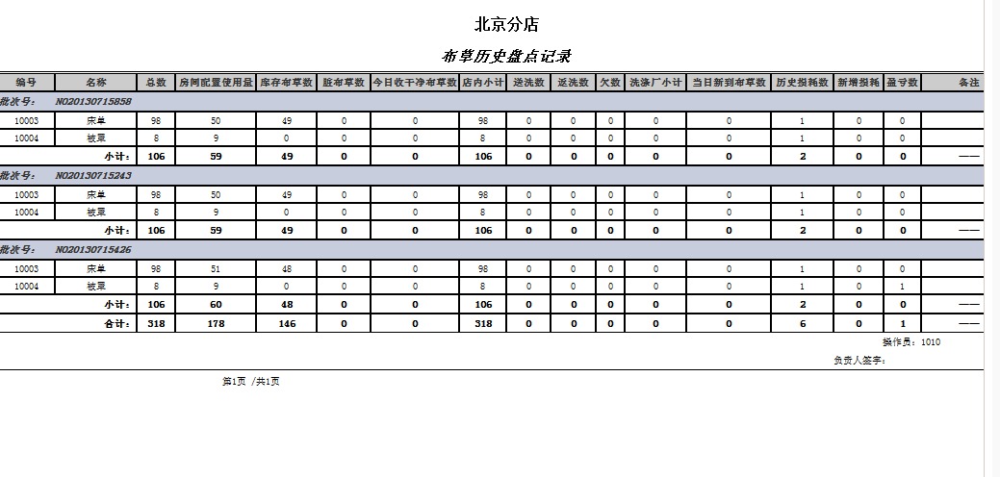 北京分店
布草历史盘点记录
编号 名称 总数 房间配置使用量 库存布草数 脏布草数 今日收干净布草数 店内小计 送洗数 返洗数 欠数 洗涤厂小计 当日新到布草数 历史损耗数 新增损耗 盈亏数 备注
批次号： NO20130715858
10003 床单 98 50 49 0 0 98 0 0 0 0 0 1 0 0
10004 被罩 8 9 0 0 0 8 0 0 0 0 0 1 0 0
小计： 106 59 49 0 0 106 0 0 0 0 0 2 0 0 ——
批次号： NO20130715243
10003 床单 98 50 49 0 0 98 0 0 0 0 0 1 0 0
10004 被罩 8 9 0 0 0 8 0 0 0 0 0 1 0 0
小计： 106 59 49 0 0 106 0 0 0 0 0 2 0 0 ——
批次号： NO20130715426
10003 床单 98 51 48 0 0 98 0 0 0 0 0 1 0 0
10004 被罩 8 9 0 0 0 8 0 0 0 0 0 1 0 1
小计： 106 60 48 0 0 106 0 0 0 0 0 2 0 0 ——
合计： 318 178 146 0 0 318 0 0 0 0 0 6 0 1 ——
操作员：1010
负责人签字：
第1页 /共1页